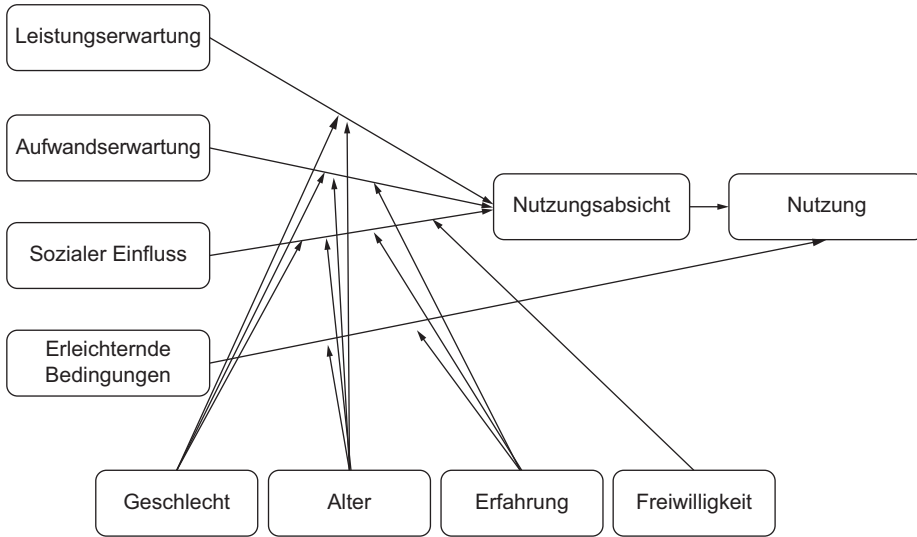 Leistungserwartung
Aufwandserwartung
Sozialer Einfluss
Erleichternde
Bedingungen
Nutzungsabsicht
Nutzung
Geschlecht
Alter
Erfahrung
Freiwilligkeit